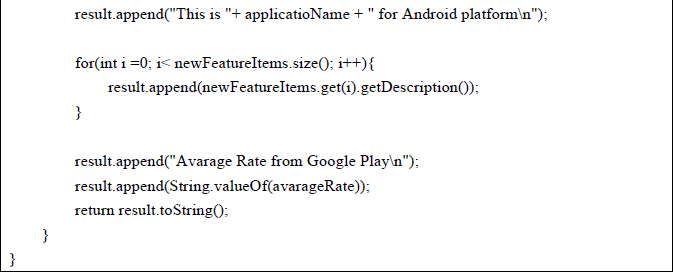 result.append("This is "+ applicatioName + " for Android platform\n");
for(int i =0; i< newFeatureItems.size(); i++){
result.append(newFeatureItems.get(i).getDescription());
}
result.append("Avarage Rate from Google Play\n");
result.append(String.valueOf(avarageRate));
return result.toString();
}
}